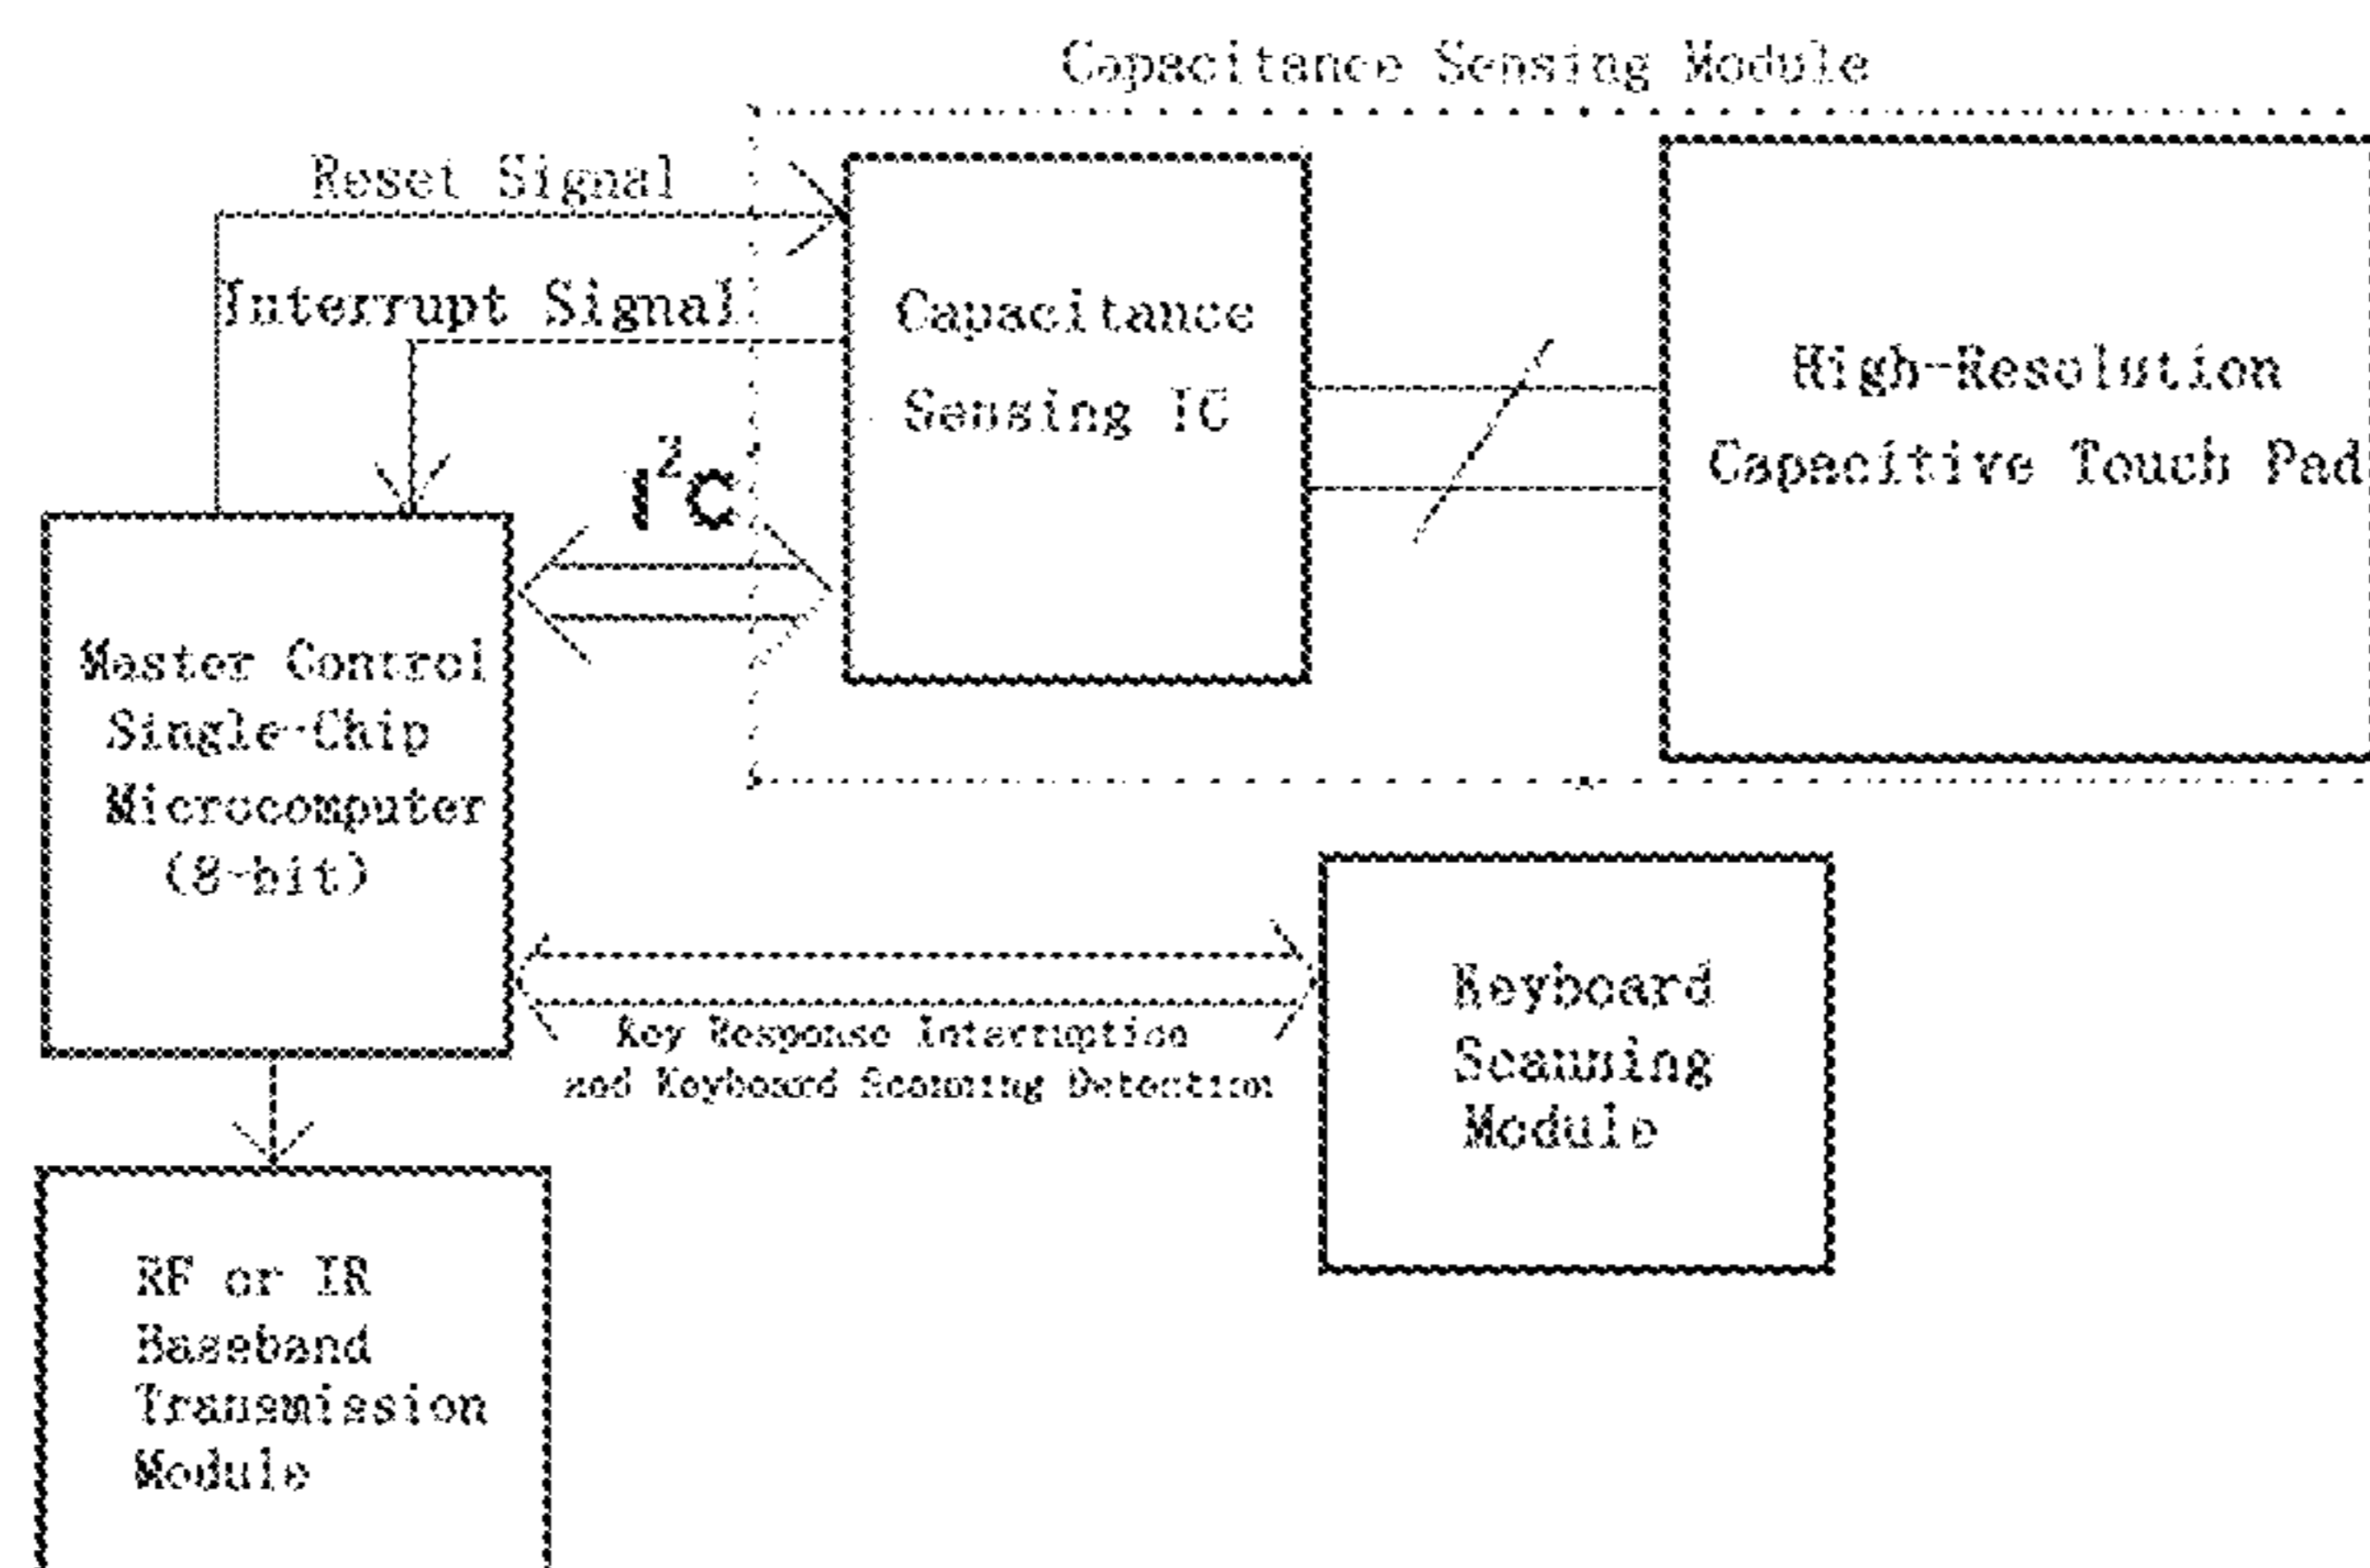 Capacitance Sensing Module
Reset Signal
Interrupt Signal
Capacitance
Sensing IC
High-Resolution
Capacitive Touch Pad
I²C
Master Control
Single-Chip
Microcomputer
(8-bit)
Key Response Interruption
and Keyboard Scanning Detection
Keyboard
Scanning
Module
RF or IR
Baseband
Transmission
Module